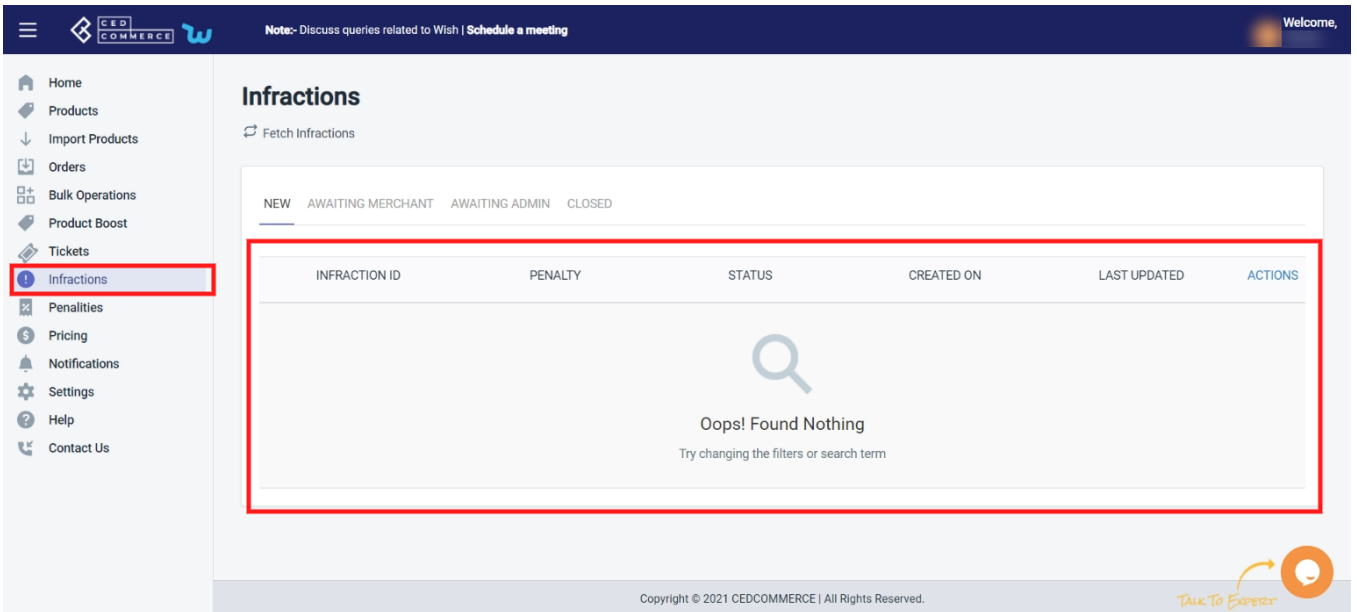 CED
COMMERCE
Note:- Discuss queries related to Wish | Schedule a meeting
Welcome,
Home
Products
Import Products
Orders
Bulk Operations
Product Boost
Tickets
Infractions
Penalities
Pricing
Notifications
Settings
Help
Contact Us
Infractions
Fetch Infractions
NEW AWAITING MERCHANT AWAITING ADMIN CLOSED
INFRACTION ID PENALTY STATUS CREATED ON LAST UPDATED ACTIONS
Oops! Found Nothing
Try changing the filters or search term
Copyright © 2021 CEDCOMMERCE | All Rights Reserved.
TALK TO EXPERT